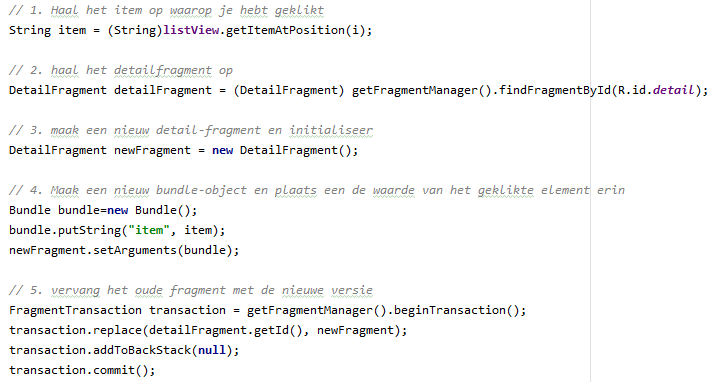 // 1. Haal het item op waarop je hebt geklikt
String item = (String)listView.getItemAtPosition(i);
// 2. haal het detailfragment op
DetailFragment detailFragment = (DetailFragment) getFragmentManager().findFragmentById(R.id.detail);
// 3. maak een nieuw detail-fragment en initialiseer
DetailFragment newFragment = new DetailFragment();
// 4. Maak een nieuw bundle-object en plaats een de waarde van het geklikte element erin
Bundle bundle=new Bundle();
bundle.putString("item", item);
newFragment.setArguments(bundle);
// 5. vervang het oude fragment met de nieuwe versie
FragmentTransaction transaction = getFragmentManager().beginTransaction();
transaction.replace(detailFragment.getId(), newFragment);
transaction.addToBackStack(null);
transaction.commit();